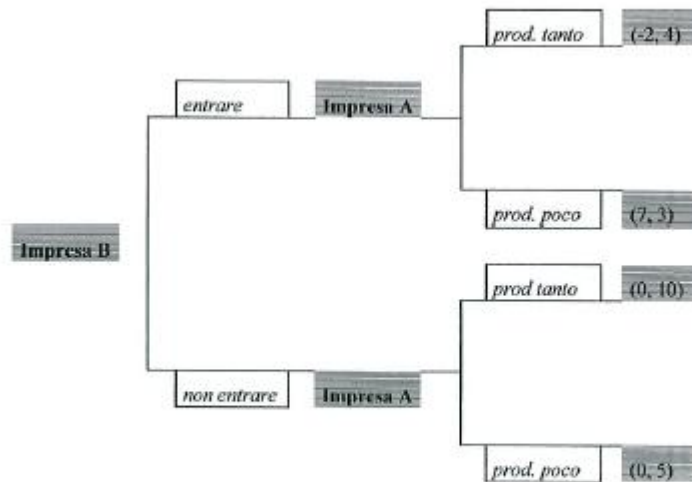 prod. tanto (-2, 4)
entrare Impresa A
prod. poco (7, 3)
Impresa B
prod tanto (0, 10)
non entrare Impresa A
prod. poco (0, 5)